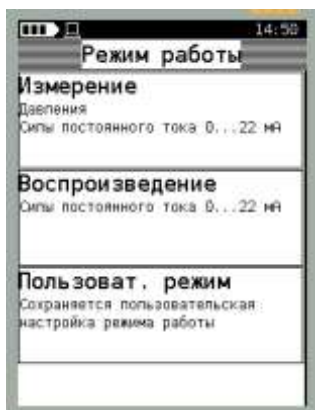 14:50
Режим работы
Измерение
Давления
Силы постоянного тока 0...22 мА
Воспроизведение
Силы постоянного тока 0...22 мА
Пользоват. режим
Сохраняется пользовательская
настройка режима работы